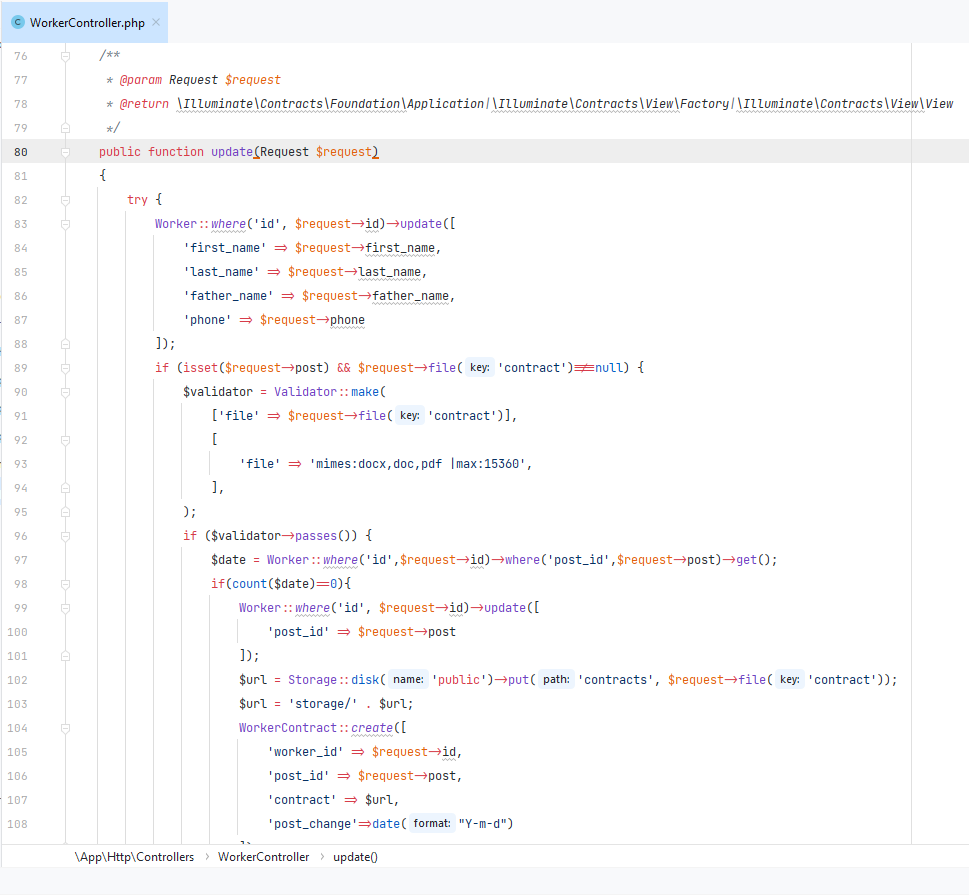 C WorkerController.php ×
76 /**
77 * @param Request $request
78 * @return \Illuminate\Contracts\Foundation\Application|\Illuminate\Contracts\View\Factory|\Illuminate\Contracts\View\View
79 */
80 public function update(Request $request)
81 {
82 try {
83 Worker::where('id', $request->id)->update([
84 'first_name' => $request->first_name,
85 'last_name' => $request->last_name,
86 'father_name' => $request->father_name,
87 'phone' => $request->phone
88 ]);
89 if (isset($request->post) && $request->file( key: 'contract')!==null) {
90 $validator = Validator::make(
91 ['file' => $request->file( key: 'contract')],
92 [
93 'file' => 'mimes:docx,doc,pdf |max:15360',
94 ],
95 );
96 if ($validator->passes()) {
97 $date = Worker::where('id',$request->id)->where('post_id',$request->post)->get();
98 if(count($date)==0){
99 Worker::where('id', $request->id)->update([
100 'post_id' => $request->post
101 ]);
102 $url = Storage::disk( name: 'public')->put( path: 'contracts', $request->file( key: 'contract'));
103 $url = 'storage/' . $url;
104 WorkerContract::create([
105 'worker_id' => $request->id,
106 'post_id' => $request->post,
107 'contract' => $url,
108 'post_change'=>date( format: "Y-m-d")
\App\Http\Controllers › WorkerController › update()